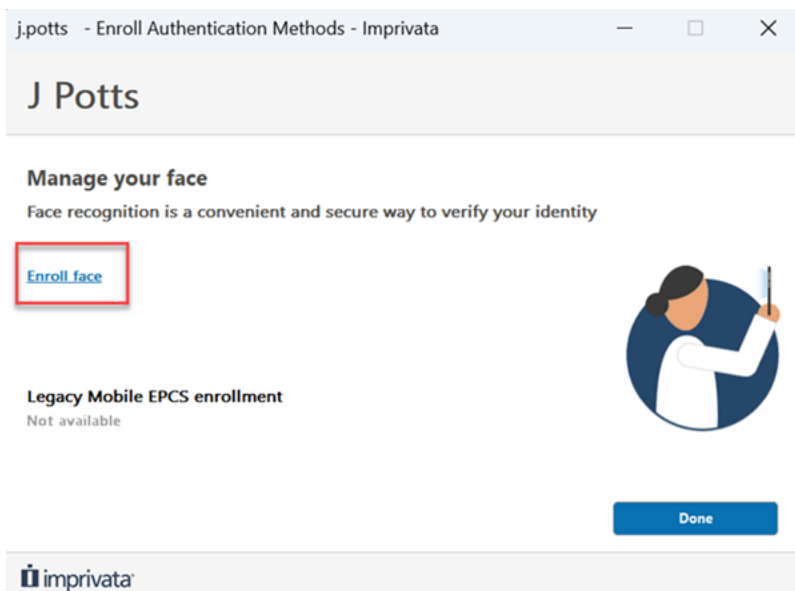 j.potts - Enroll Authentication Methods - Imprivata
J Potts
Manage your face
Face recognition is a convenient and secure way to verify your identity
Enroll face
Legacy Mobile EPCS enrollment
Not available
Done
imprivata